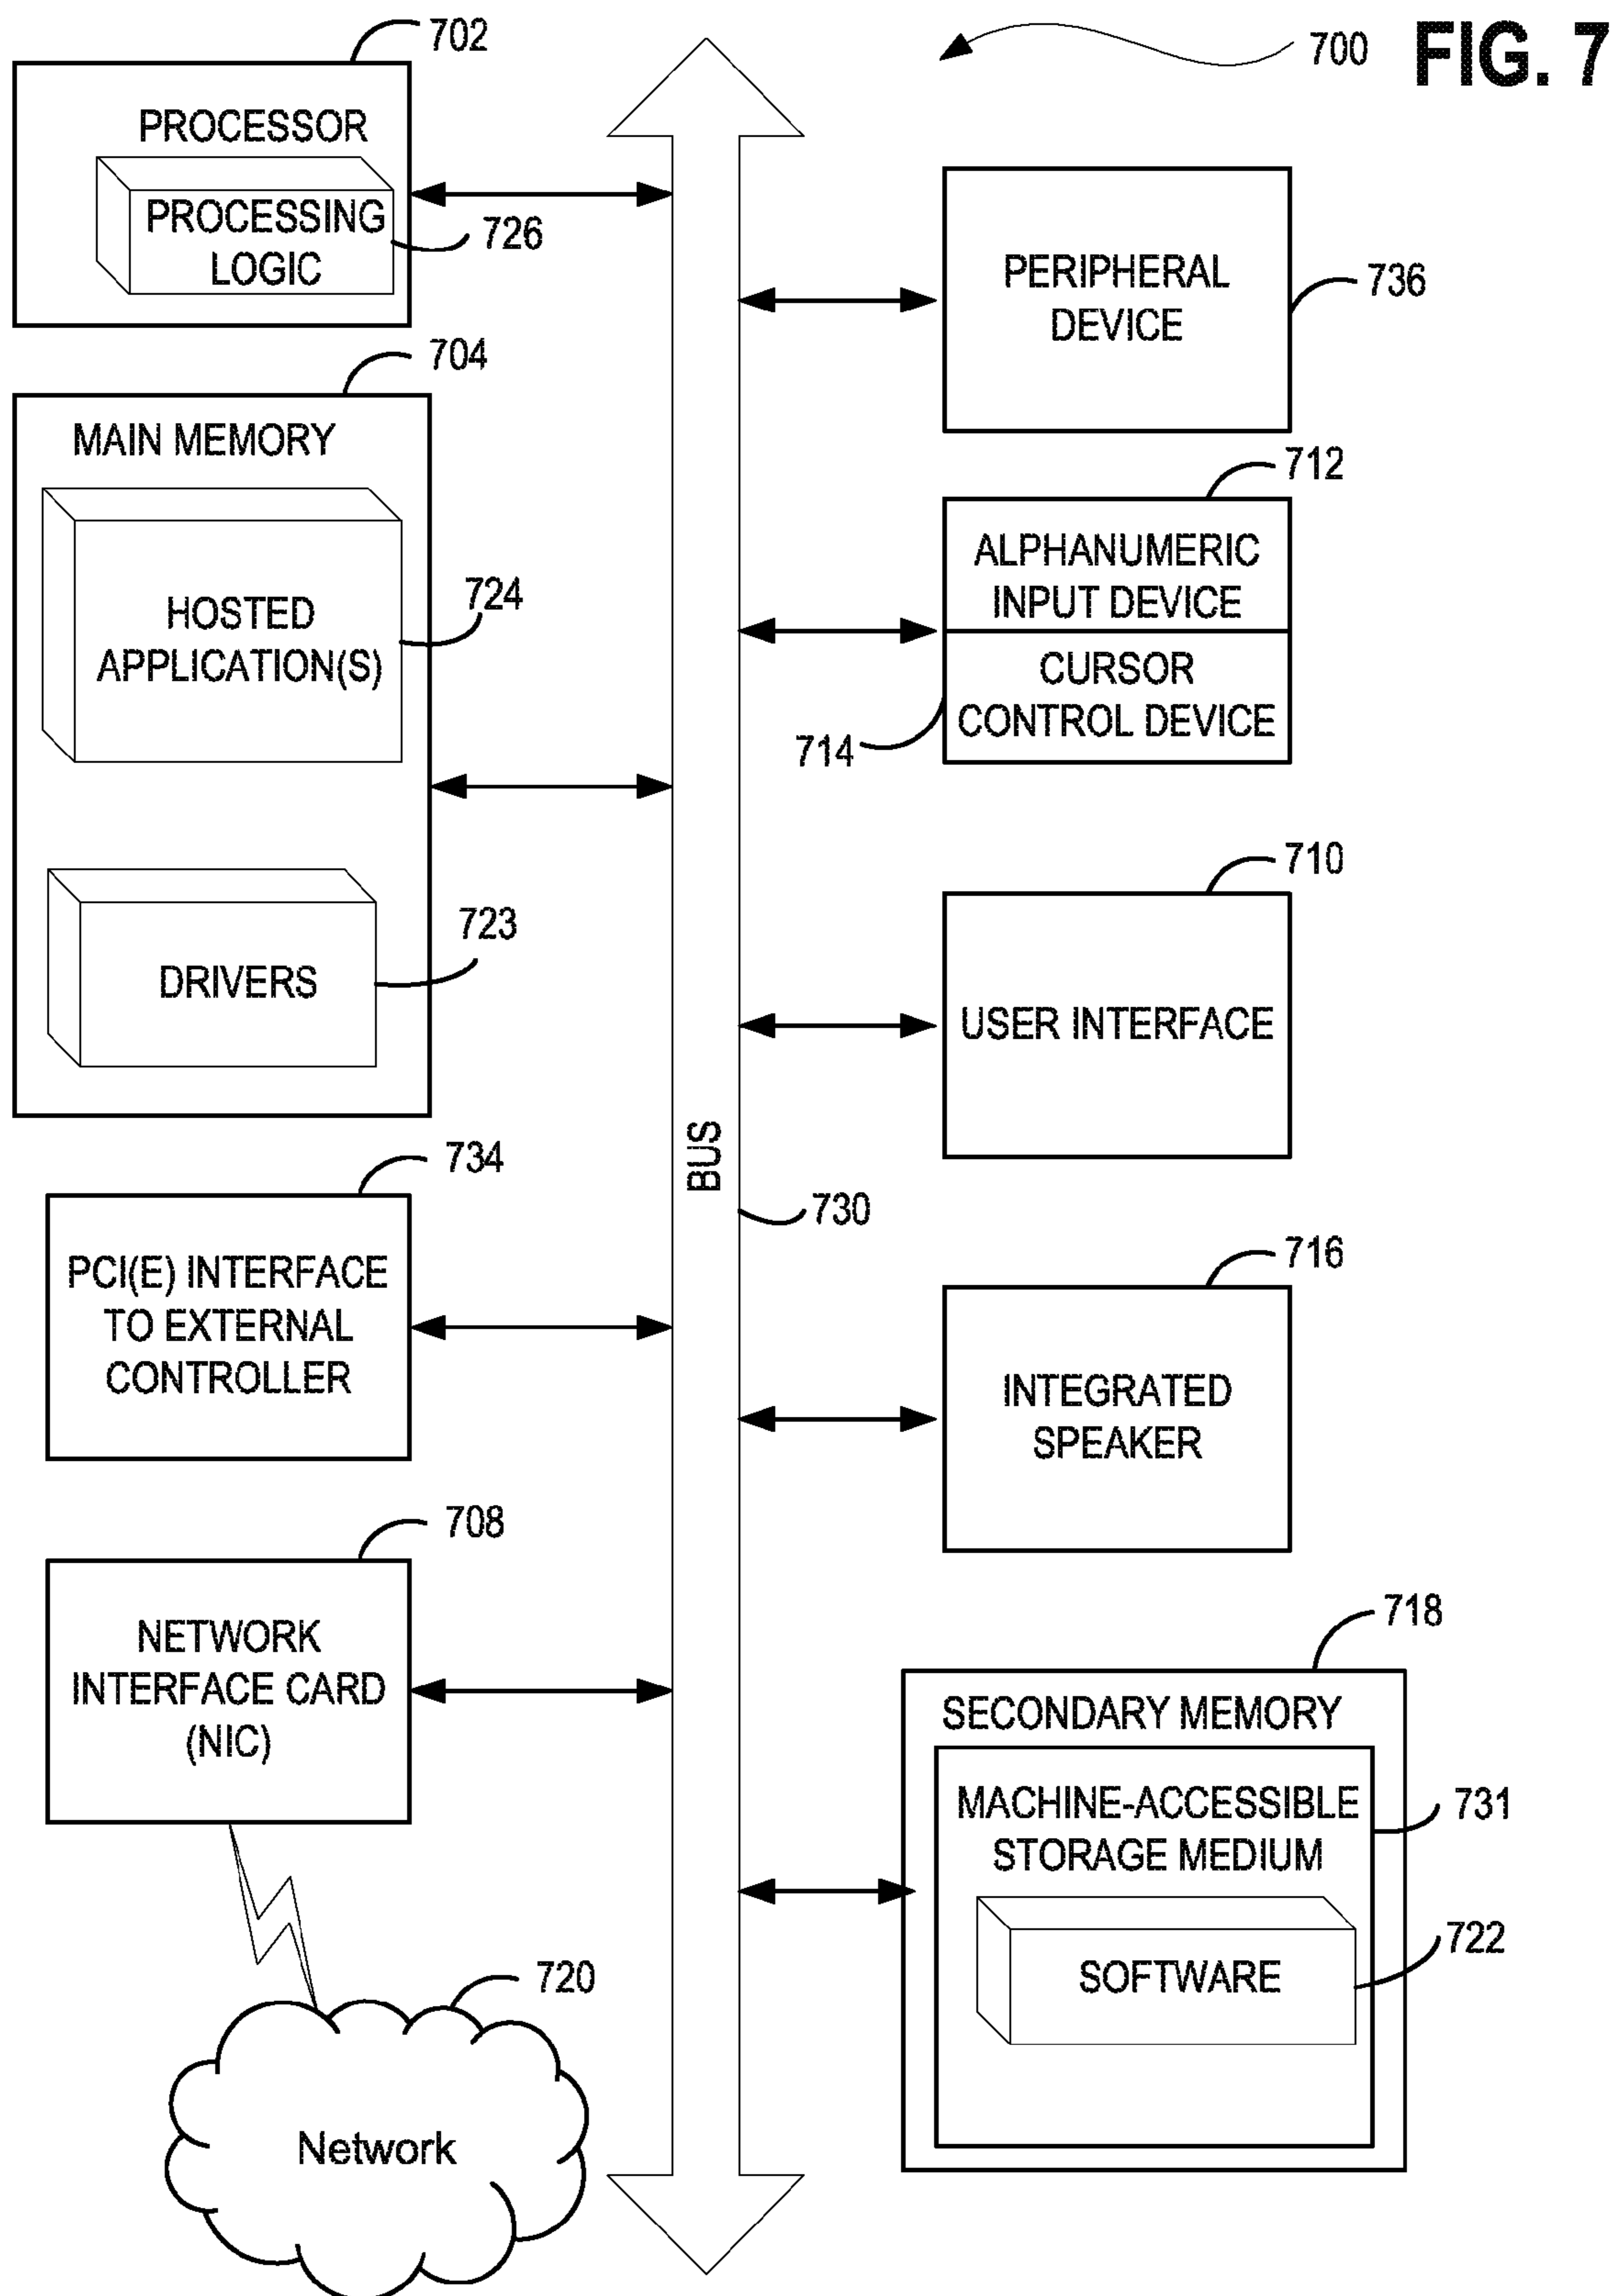 FIG. 7
700
702
PROCESSOR
PROCESSING
LOGIC
726
704
MAIN MEMORY
HOSTED
APPLICATION(S)
724
DRIVERS
723
734
PCI(E) INTERFACE
TO EXTERNAL
CONTROLLER
708
NETWORK
INTERFACE CARD
(NIC)
720
Network
BUS
730
PERIPHERAL
DEVICE
736
712
ALPHANUMERIC
INPUT DEVICE
CURSOR
CONTROL DEVICE
714
710
USER INTERFACE
716
INTEGRATED
SPEAKER
718
SECONDARY MEMORY
MACHINE-ACCESSIBLE
STORAGE MEDIUM
731
SOFTWARE
722